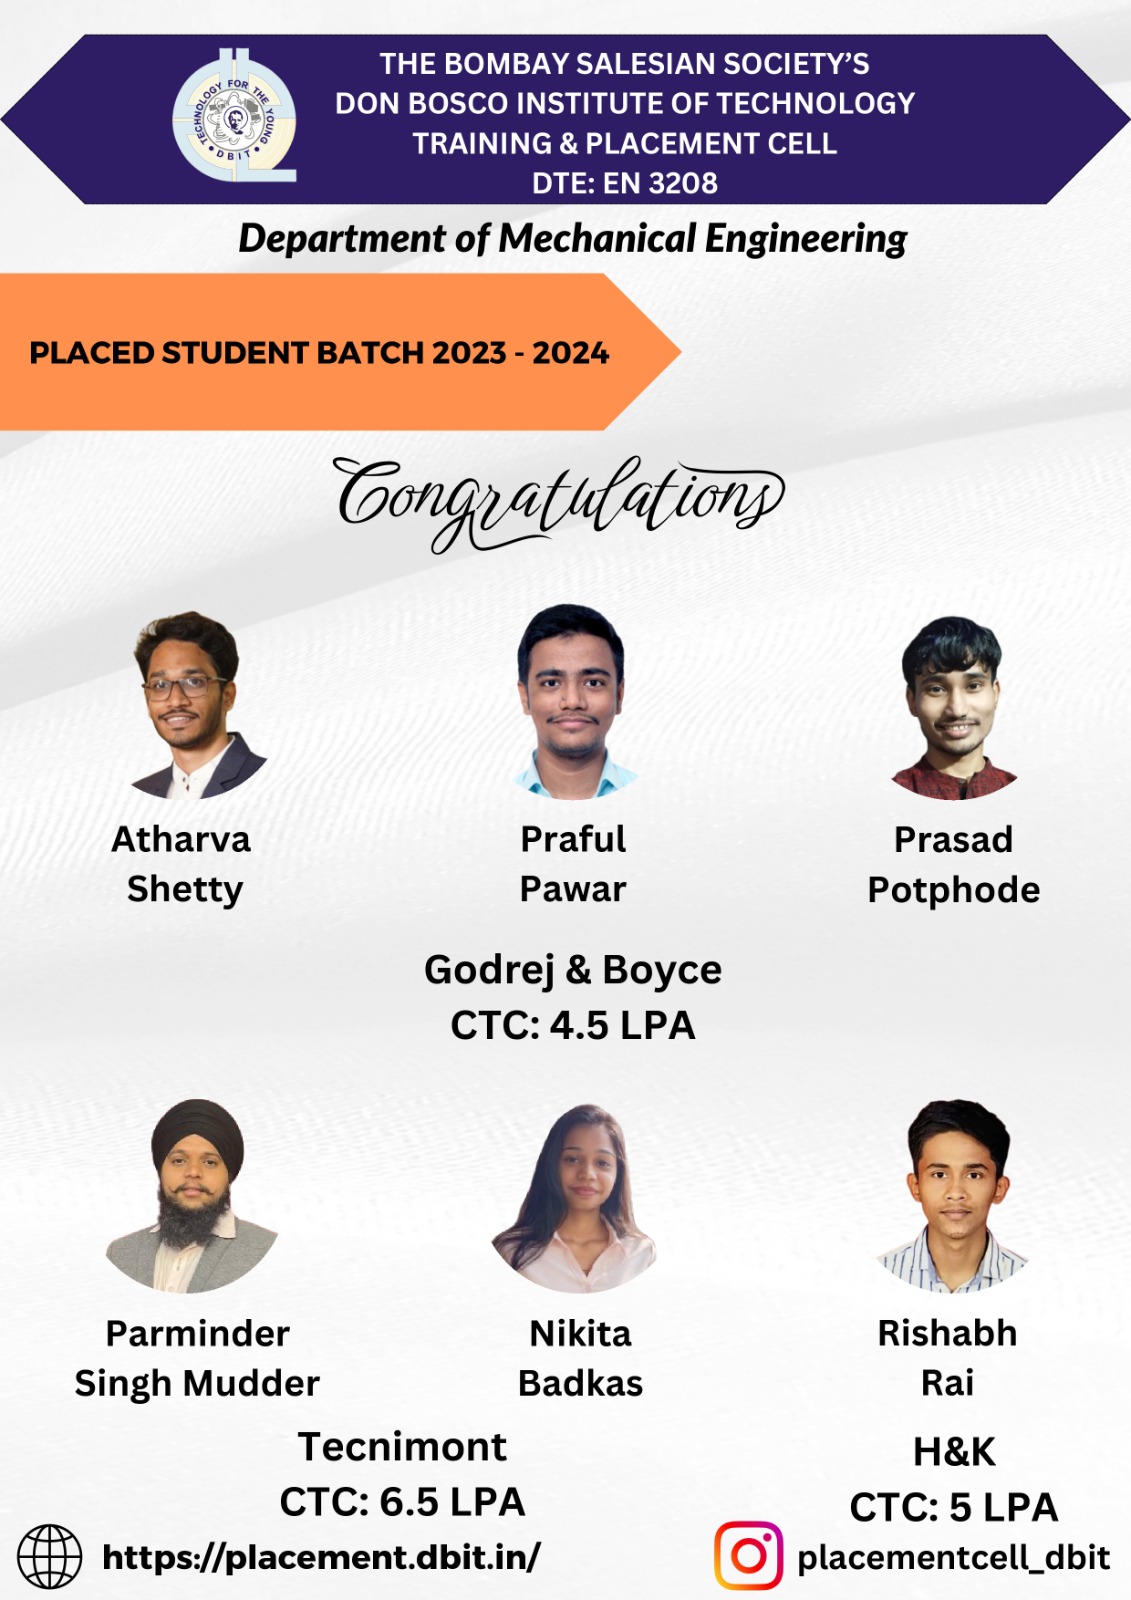 THE BOMBAY SALESIAN SOCIETY’S
DON BOSCO INSTITUTE OF TECHNOLOGY
TRAINING & PLACEMENT CELL
DTE: EN 3208
TECHNOLOGY FOR THE YOUNG
• DBIT •
Department of Mechanical Engineering
PLACED STUDENT BATCH 2023 - 2024
Congratulations
Atharva
Shetty
Praful
Pawar
Prasad
Potphode
Godrej & Boyce
CTC: 4.5 LPA
Parminder
Singh Mudder
Nikita
Badkas
Rishabh
Rai
Tecnimont
CTC: 6.5 LPA
H&K
CTC: 5 LPA
https://placement.dbit.in/
placementcell_dbit